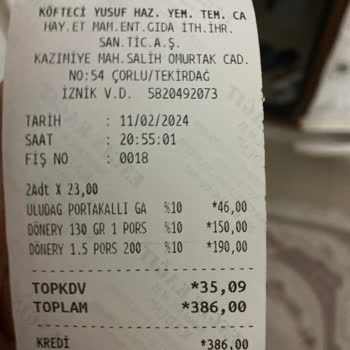 KÖFTECİ YUSUF HAZ. YEM. TEM. CA
HAY.ET MAM.ENT.GIDA İTH.İHR.
SAN.TİC.A.Ş.
KAZIMİYE MAH.SALİH OMURTAK CAD.
NO:54 ÇORLU/TEKİRDAĞ
İZNİK V.D. 5820492073
TARİH : 11/02/2024
SAAT : 20:55:01
FİŞ NO : 0018
2Adt X 23,00
ULUDAG PORTAKALLI GA %10 *46,00
DÖNERY 130 GR 1 PORS %10 *150,00
DÖNERY 1.5 PORS 200 %10 *190,00
TOPKDV *35,09
TOPLAM *386,00
KREDİ *386,00